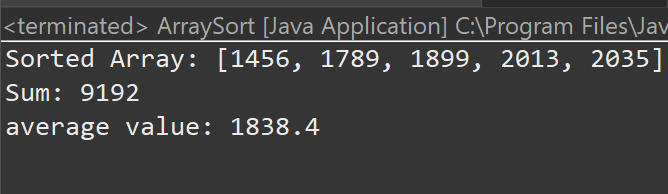 <terminated> ArraySort [Java Application] C:\Program Files\Jav
Sorted Array: [1456, 1789, 1899, 2013, 2035]
Sum: 9192
average value: 1838.4